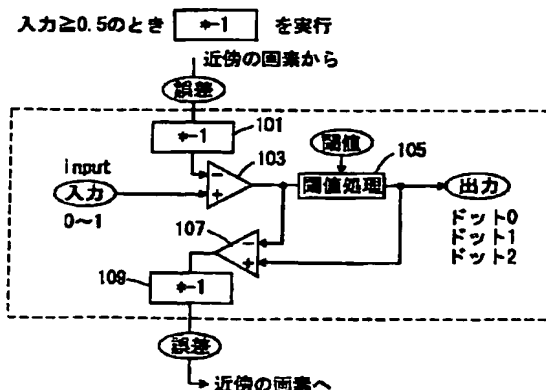 入力≧0.5のとき *-1 を実行
近傍の画素から
誤差
*-1 101
input
入力
0~1
- 103
+
閾値
105
閾値処理
出力
ドット0
ドット1
ドット2
107 -
+
109 *-1
誤差
近傍の画素へ